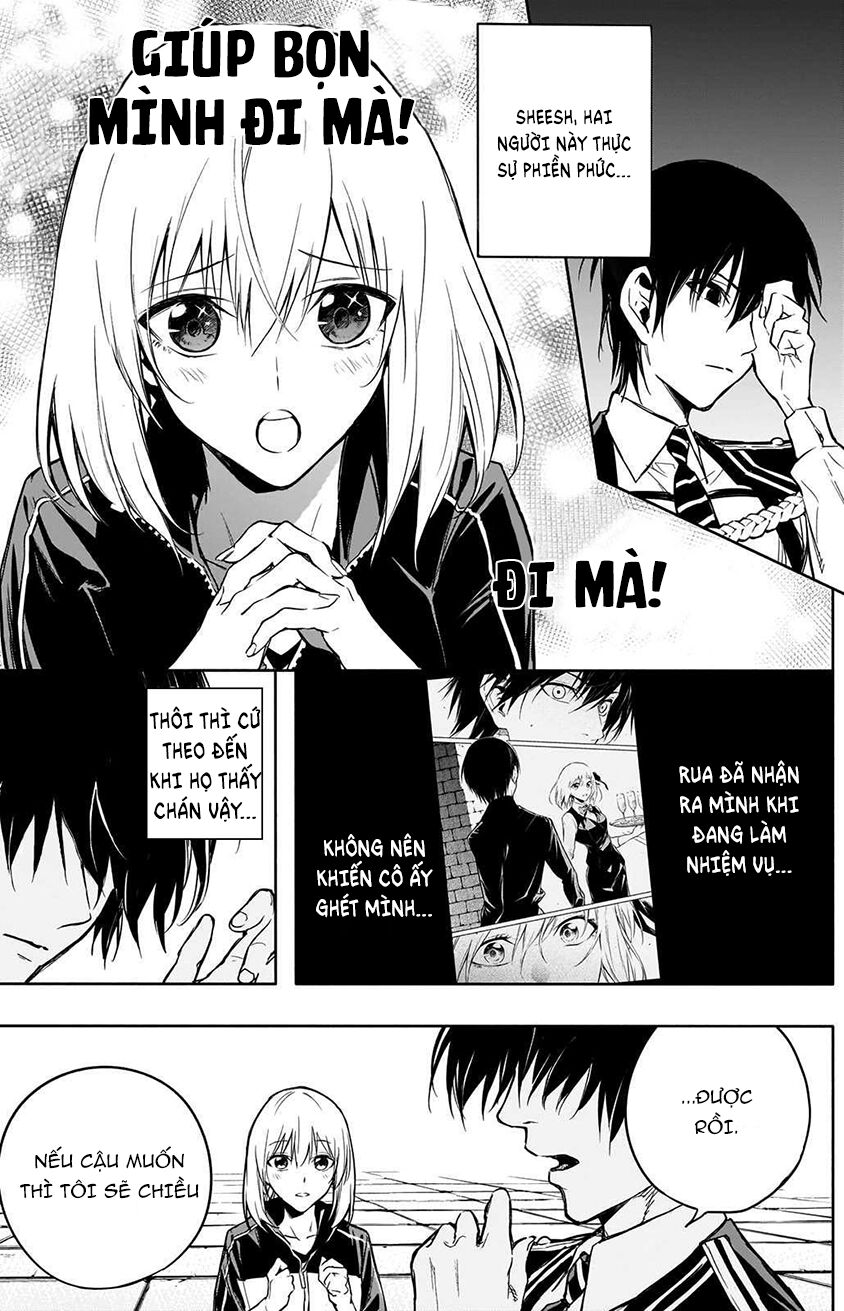 SHEESH, HAI
NGƯỜI NÀY THỰC
SỰ PHIỀN PHỨC...
GIÚP BỌN
MÌNH ĐI MÀ!
ĐI MÀ!
RUA ĐÃ NHẬN
RA MÌNH KHI
ĐANG LÀM
NHIỆM VỤ...
KHÔNG NÊN
KHIẾN CÔ ẤY
GHÉT MÌNH...
THÔI THÌ CỨ
THEO ĐẾN
KHI HỌ THẤY
CHÁN VẬY...
...ĐƯỢC
RỒI.
NẾU CẬU MUỐN
THÌ TÔI SẼ CHIỀU